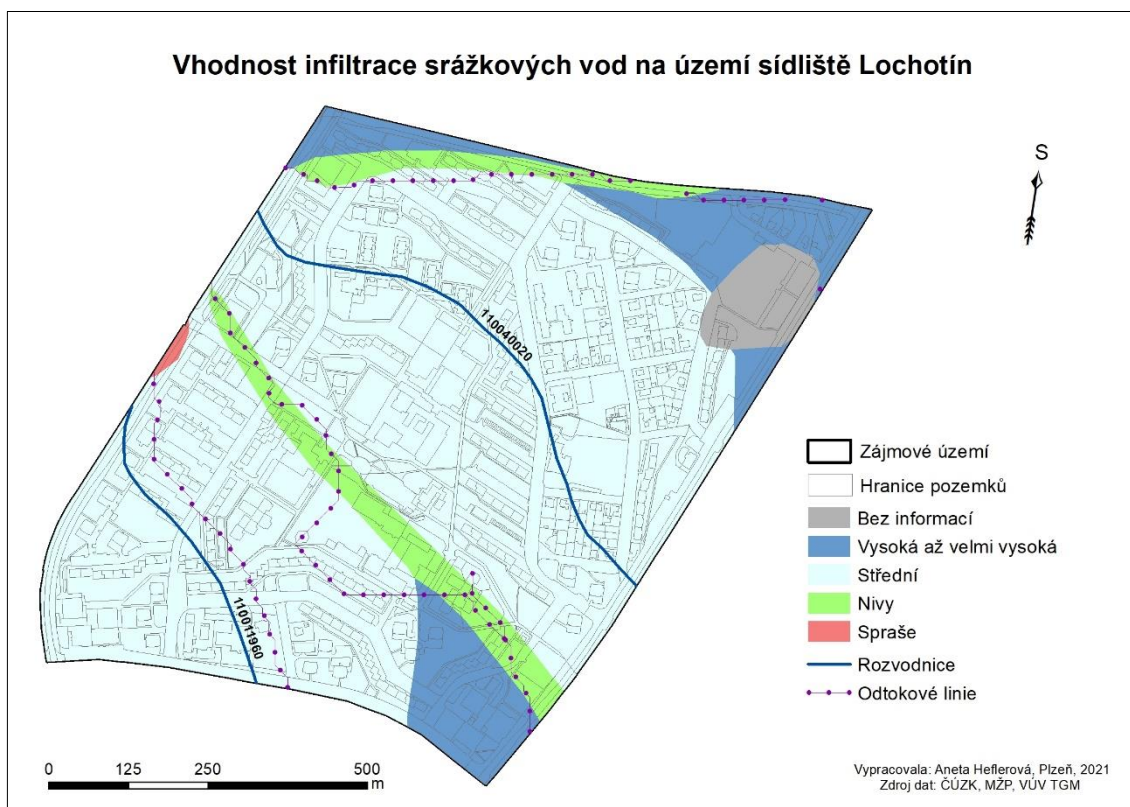 Vhodnost infiltrace srážkových vod na území sídliště Lochotín
S
110040020
110011960
Zájmové území
Hranice pozemků
Bez informací
Vysoká až velmi vysoká
Střední
Nivy
Spraše
Rozvodnice
Odtokové linie
0 125 250 500
m
Vypracovala: Aneta Heflerová, Plzeň, 2021
Zdroj dat: ČÚZK, MŽP, VÚV TGM